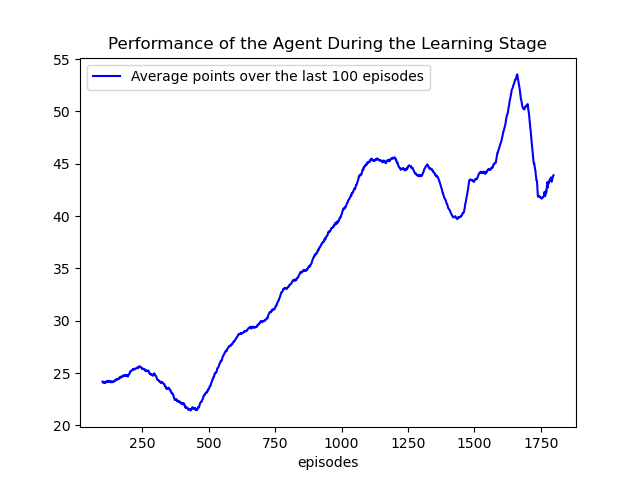 Performance of the Agent During the Learning Stage
Average points over the last 100 episodes
55
50
45
40
35
30
25
20
250 500 750 1000 1250 1500 1750
episodes